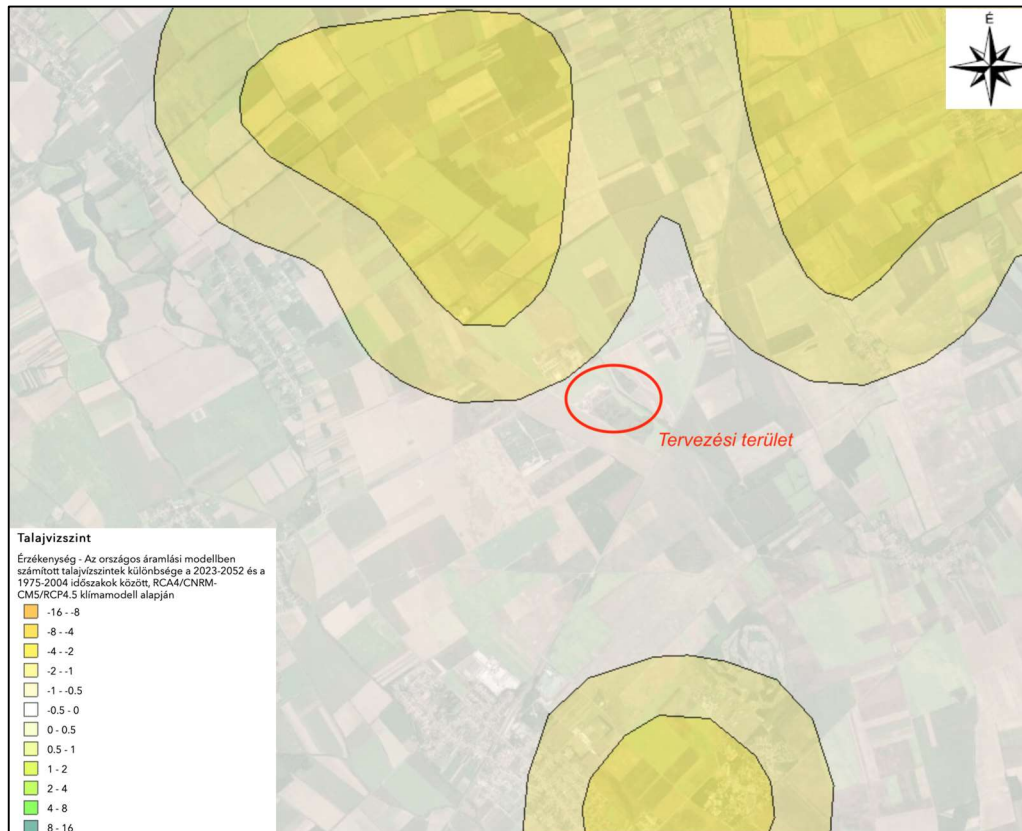 É
Tervezési terület
Talajvízszint
Érzékenység - Az országos áramlási modellben
számított talajvízszintek különbsége a 2023-2052 és a
1975-2004 időszakok között, RCA4/CNRM-
CM5/RCP4.5 klímamodell alapján
-16 - -8
-8 - -4
-4 - -2
-2 - -1
-1 - -0.5
-0.5 - 0
0 - 0.5
0.5 - 1
1 - 2
2 - 4
4 - 8
8 - 16